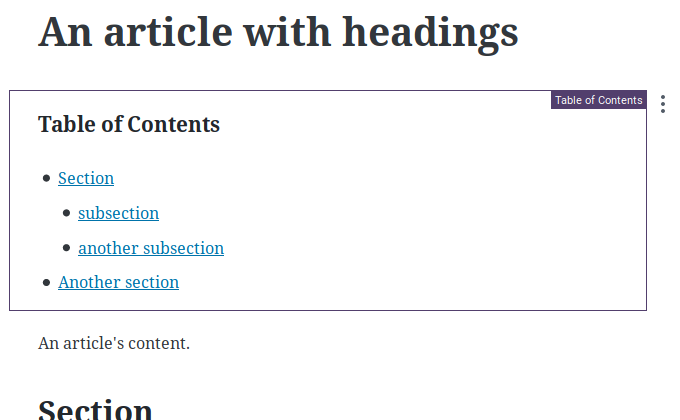 An article with headings
Table of Contents
Table of Contents
Section
subsection
another subsection
Another section
An article's content.
Section